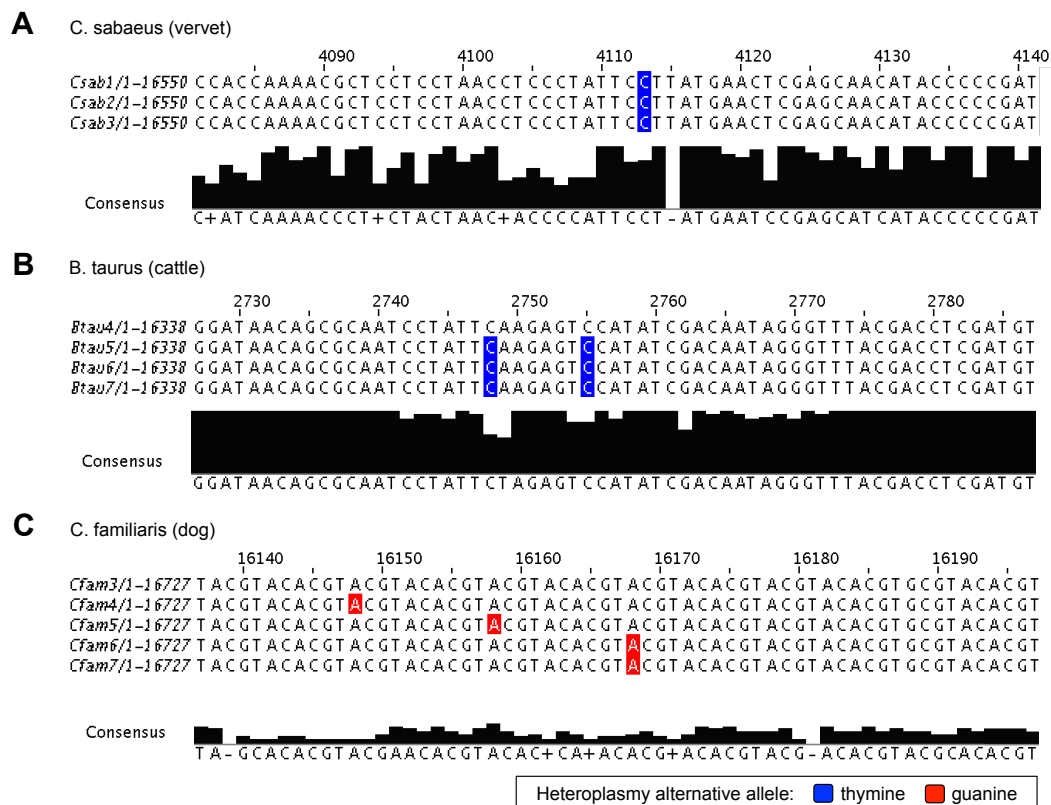 A C. sabaeus (vervet)
4090 4100 4110 4120 4130 4140
Csab1/1-16550 CCACCAAAACGCTCCTCCTAACCTCCCTATTCCTTATGAACTCGAGCAACATACCCCCGAT
Csab2/1-16550 CCACCAAAACGCTCCTCCTAACCTCCCTATTCCTTATGAACTCGAGCAACATACCCCCGAT
Csab3/1-16550 CCACCAAAACGCTCCTCCTAACCTCCCTATTCCTTATGAACTCGAGCAACATACCCCCGAT
Consensus
C+ATCAAAACCCT+CTACTAAC+ACCCCATTCCT-ATGAATCCGAGCATCATACCCCCGAT
B B. taurus (cattle)
2730 2740 2750 2760 2770 2780
Btau4/1-16338 GGATAACAGCGCAATCCTATTCAAGAGTCCATATCGACAATAGGGTTTACGACCTCGATGT
Btau5/1-16338 GGATAACAGCGCAATCCTATTCAAGAGTCCATATCGACAATAGGGTTTACGACCTCGATGT
Btau6/1-16338 GGATAACAGCGCAATCCTATTCAAGAGTCCATATCGACAATAGGGTTTACGACCTCGATGT
Btau7/1-16338 GGATAACAGCGCAATCCTATTCAAGAGTCCATATCGACAATAGGGTTTACGACCTCGATGT
Consensus
GGATAACAGCGCAATCCTATTCTAGAGTCCATATCGACAATAGGGTTTACGACCTCGATGT
C C. familiaris (dog)
16140 16150 16160 16170 16180 16190
Cfam3/1-16727 TACGTACACGTACGTACACGTACGTACACGTACGTACACGTACGTACACGTGCGTACACGT
Cfam4/1-16727 TACGTACACGTACGTACACGTACGTACACGTACGTACACGTACGTACACGTGCGTACACGT
Cfam5/1-16727 TACGTACACGTACGTACACGTACGTACACGTACGTACACGTACGTACACGTGCGTACACGT
Cfam6/1-16727 TACGTACACGTACGTACACGTACGTACACGTACGTACACGTACGTACACGTGCGTACACGT
Cfam7/1-16727 TACGTACACGTACGTACACGTACGTACACGTACGTACACGTACGTACACGTGCGTACACGT
Consensus
TA-GCACACGTACGAACACGTACAC+CA+ACACG+ACACGTACG-ACACGTACGCACACGT
Heteroplasmy alternative allele: thymine guanine